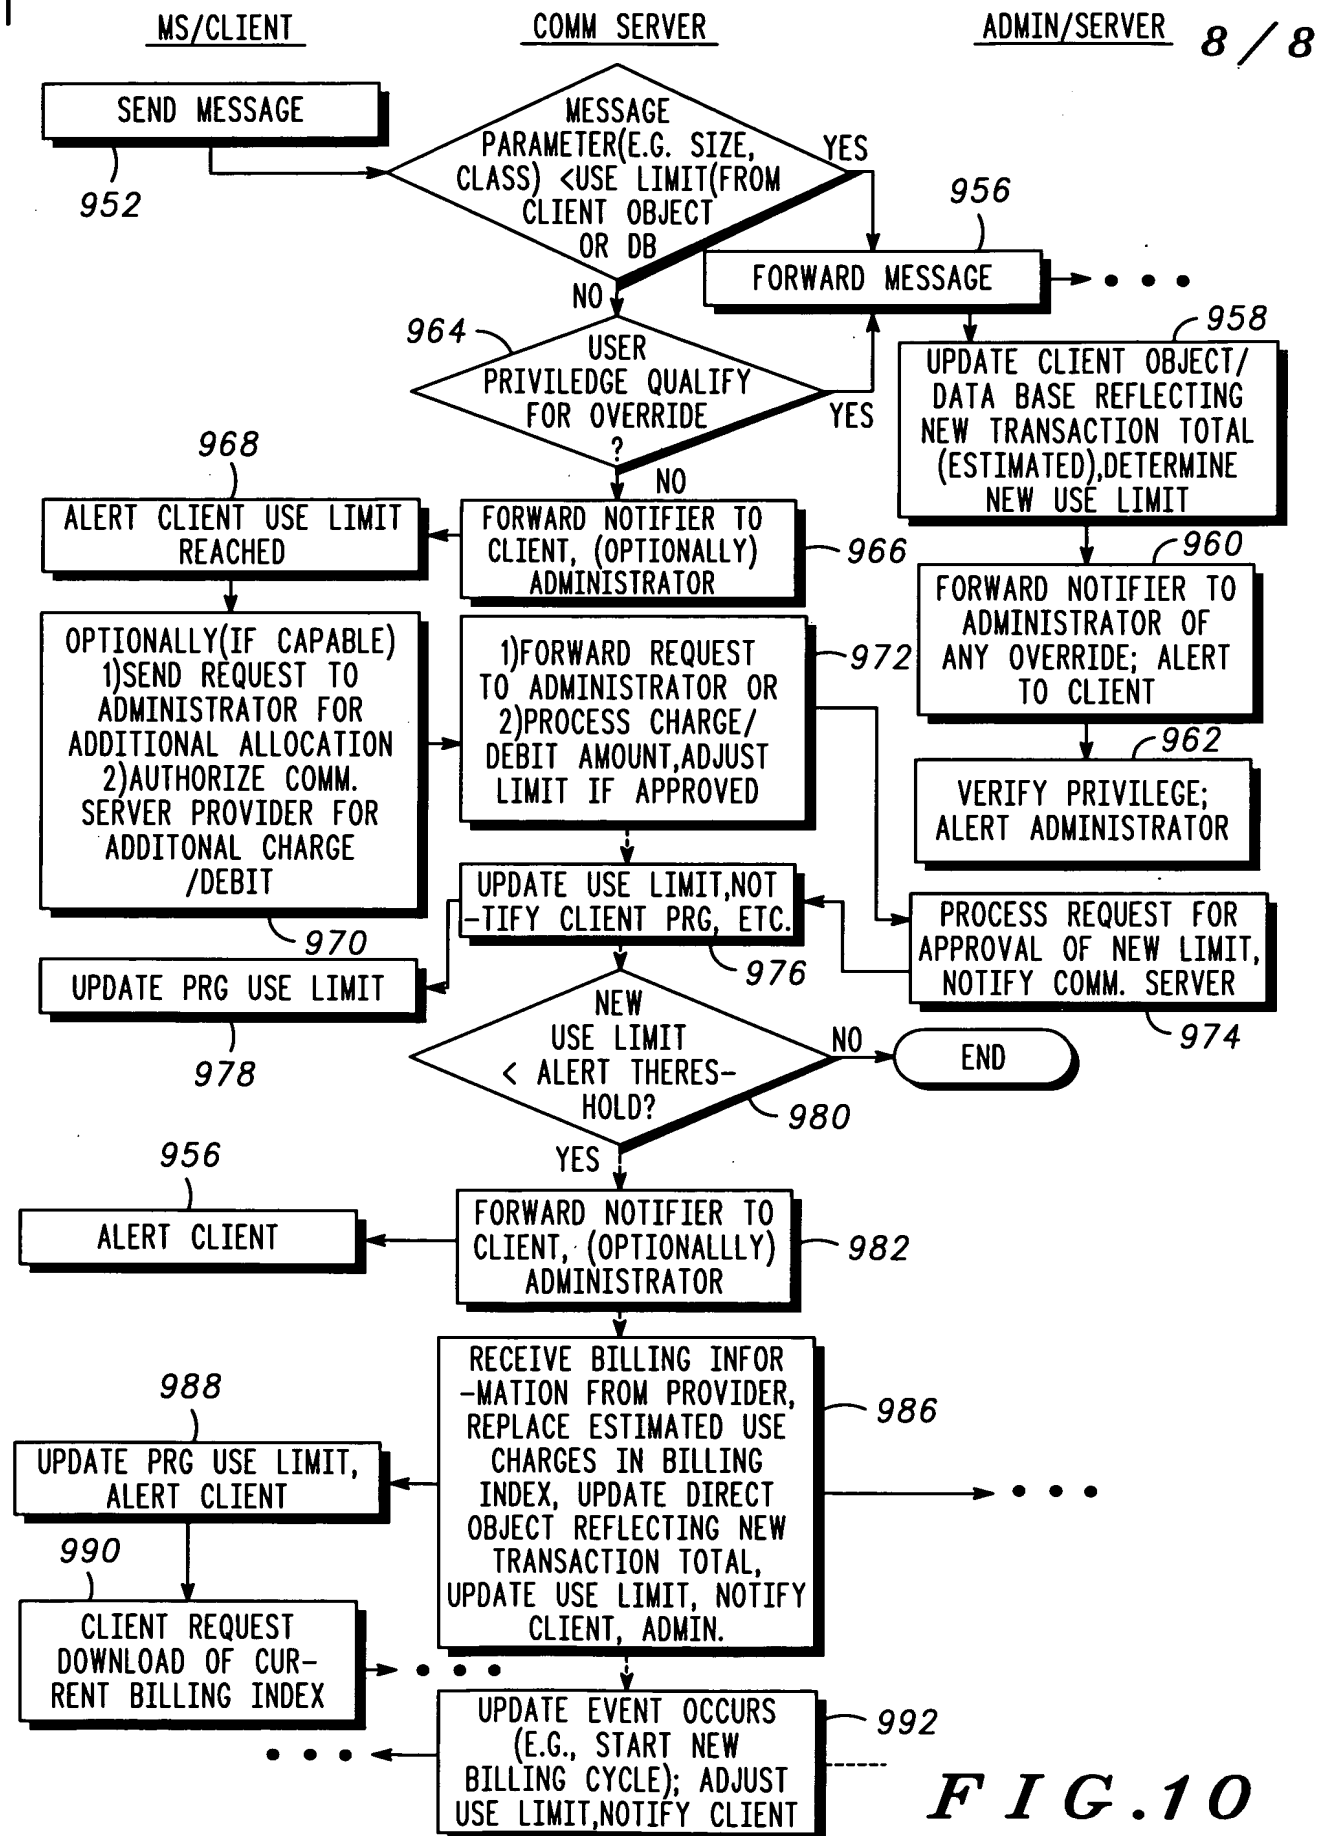 MS/CLIENT
COMM SERVER
ADMIN/SERVER
8/8
SEND MESSAGE
952
MESSAGE
PARAMETER(E.G. SIZE,
CLASS) <USE LIMIT(FROM
CLIENT OBJECT
OR DB
YES
NO
956
FORWARD MESSAGE
964
USER
PRIVILEDGE QUALIFY
FOR OVERRIDE
?
YES
NO
958
UPDATE CLIENT OBJECT/
DATA BASE REFLECTING
NEW TRANSACTION TOTAL
(ESTIMATED),DETERMINE
NEW USE LIMIT
968
ALERT CLIENT USE LIMIT
REACHED
FORWARD NOTIFIER TO
CLIENT, (OPTIONALLY)
ADMINISTRATOR
966
960
FORWARD NOTIFIER TO
ADMINISTRATOR OF
ANY OVERRIDE; ALERT
TO CLIENT
OPTIONALLY(IF CAPABLE)
1)SEND REQUEST TO
ADMINISTRATOR FOR
ADDITIONAL ALLOCATION
2)AUTHORIZE COMM.
SERVER PROVIDER FOR
ADDITONAL CHARGE
/DEBIT
970
1)FORWARD REQUEST
TO ADMINISTRATOR OR
2)PROCESS CHARGE/
DEBIT AMOUNT,ADJUST
LIMIT IF APPROVED
972
962
VERIFY PRIVILEGE;
ALERT ADMINISTRATOR
UPDATE USE LIMIT,NOT
-TIFY CLIENT PRG, ETC.
976
PROCESS REQUEST FOR
APPROVAL OF NEW LIMIT,
NOTIFY COMM. SERVER
974
UPDATE PRG USE LIMIT
978
NEW
USE LIMIT
< ALERT THERES-
HOLD?
980
NO
END
YES
956
ALERT CLIENT
FORWARD NOTIFIER TO
CLIENT, (OPTIONALLLY)
ADMINISTRATOR
982
RECEIVE BILLING INFOR
-MATION FROM PROVIDER,
REPLACE ESTIMATED USE
CHARGES IN BILLING
INDEX, UPDATE DIRECT
OBJECT REFLECTING NEW
TRANSACTION TOTAL,
UPDATE USE LIMIT, NOTIFY
CLIENT, ADMIN.
986
988
UPDATE PRG USE LIMIT,
ALERT CLIENT
990
CLIENT REQUEST
DOWNLOAD OF CUR-
RENT BILLING INDEX
UPDATE EVENT OCCURS
(E.G., START NEW
BILLING CYCLE); ADJUST
USE LIMIT,NOTIFY CLIENT
992
FIG.10